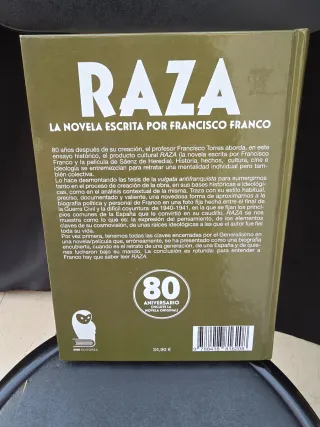 RAZA
LA NOVELA ESCRITA POR FRANCISCO FRANCO
80 años después de su creación, el profesor Francisco Torres aborda, en este
ensayo histórico, el producto cultural RAZA (la novela escrita por Francisco
Franco y la película de Sáenz de Heredia). Historia, hechos, cultura, cine e
ideología se entremezclan para retratar una mentalidad individual pero tam-
bién colectiva.
Lo hace desmontando las tesis de la vulgata antifranquista para sumergirnos
tanto en el proceso de creación de la obra, en sus bases históricas e ideológi-
cas, como en el análisis contextual de la misma. Traza con su estilo habitual,
preciso, documentado y valiente, una novedosa forma de aproximarnos a la
biografía política y personal de Franco en una foto fija hecha entre el final de
la Guerra Civil y la difícil coyuntura de 1940-1941, en la que se fijan los prin-
cipios comunes de la España que lo convirtió en su caudillo. RAZA se nos
muestra como lo que es: la expresión de pensamiento, de los elementos
claves de su cosmovisión, de unas raíces ideológicas a las que el autor fue fiel
toda su vida.
Por vez primera, tenemos todas las claves encerradas por el Generalísimo en
una novela/película que, erróneamente, se ha presentado como una biografía
encubierta, cuando es el retrato de una generación, de una España y de quie-
nes lucharon bajo su mando. La conclusión es rotunda: para entender a
Franco hay que saber leer RAZA.
80
ANIVERSARIO
(INCLUYE LA
NOVELA ORIGINAL)
24,90 €